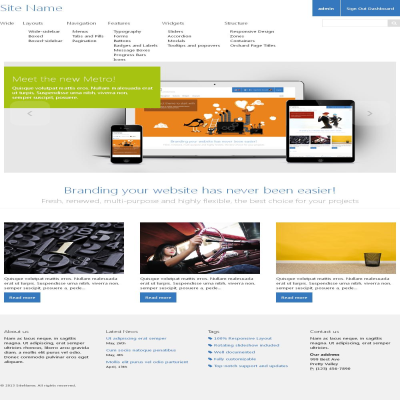 Site Name
admin
Sign Out Dashboard
Wide
Layouts
Navigation
Features
Widgets
Structure
Wide-sidebar
Boxed
Boxed-sidebar
Menus
Tabs and Pills
Pagination
Typography
Forms
Buttons
Badges and Labels
Message Boxes
Progress Bars
Icons
Sliders
Accordion
Socials
Tooltips and popovers
Responsive Design
Zones
Containers
Orchard Page Titles
Meet the new Metro!
Quisque volutpat mattis eros. Nullam malesuada erat
ut turpis. Suspendisse urna nibh, viverra non,
semper suscipit, posuere.
Branding your website has never been easier!
Fresh, renewed, multi-purpose and highly flexible, the best choice for your projects
Quisque volutpat mattis eros. Nullam malesuada
erat ut turpis. Suspendisse urna nibh, viverra non,
semper suscipit, posuere a, pede...
Read more
Quisque volutpat mattis eros. Nullam malesuada
erat ut turpis. Suspendisse urna nibh, viverra non,
semper suscipit, posuere a, pede...
Read more
Quisque volutpat mattis eros. Nullam malesuada
erat ut turpis. Suspendisse urna nibh, viverra non,
semper suscipit, posuere a, pede...
Read more
About us
Nam ac lacus neque, in sagittis
magna. Ut adipiscing, erat semper
ultrices rhoncus, libero arcu gravida
diam, a mollis elit purus vel odio.
Donec commodo pulvinar eros eget
aliquam.
Latest News
Ut adipiscing erat semper
May, 26th
Cum sociis natoque penatibus
May, 4th
Mollis elit purus vel odio parturient
April, 19th
Tags
100% Responsive Layout
Rotating slideshow included
Well documented
Fully customizable
Top-notch support and updates
Contact us
Nam ac lacus neque, in sagittis
magna. Ut adipiscing, erat semper
ultrices.
Our address
999 Best Ave
Pretty Valley
P: (123) 456-7890
© 2013 SiteName. All rights reserved.